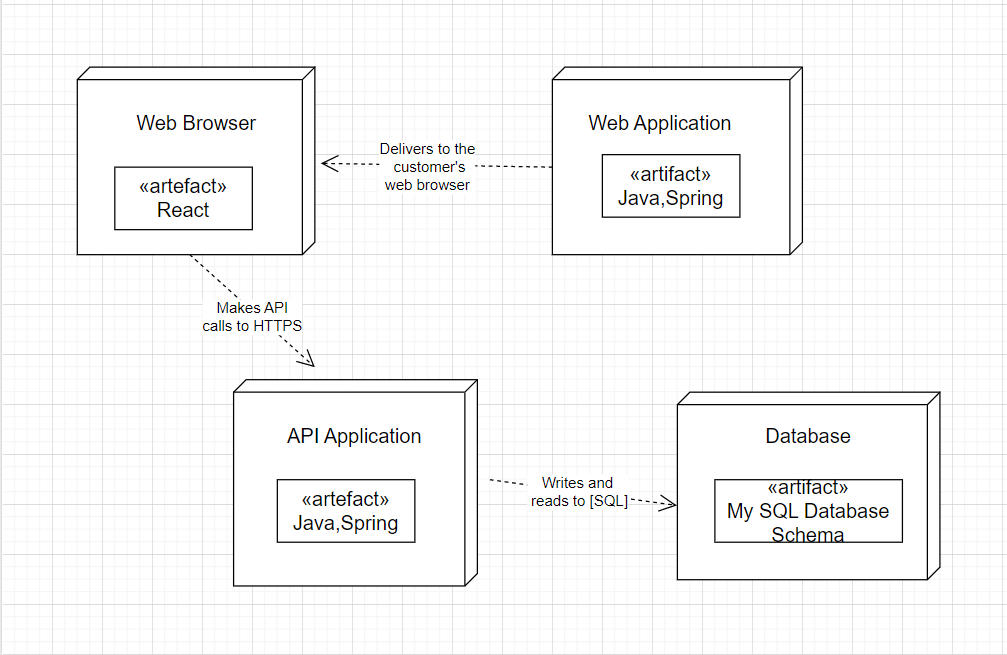 Web Browser
«artefact»
React
Delivers to the
customer's
web browser
Web Application
«artifact»
Java,Spring
Makes API
calls to HTTPS
API Application
«artefact»
Java,Spring
Writes and
reads to [SQL]
Database
«artifact»
My SQL Database
Schema